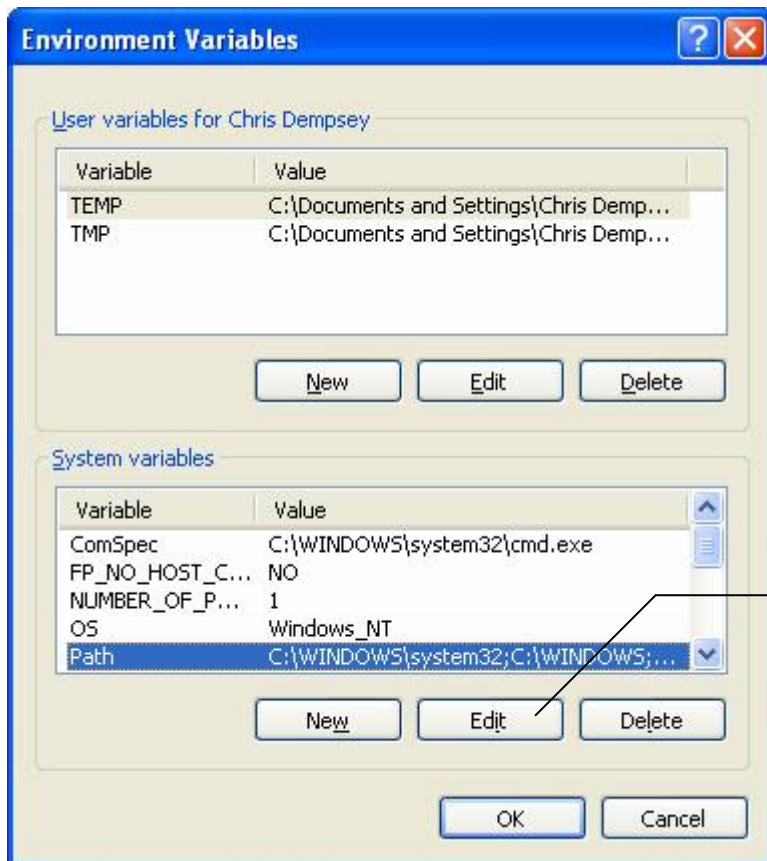 Environment Variables
User variables for Chris Dempsey
Variable Value
TEMP C:\Documents and Settings\Chris Demp...
TMP C:\Documents and Settings\Chris Demp...
New Edit Delete
System variables
Variable Value
ComSpec C:\WINDOWS\system32\cmd.exe
FP_NO_HOST_C... NO
NUMBER_OF_P... 1
OS Windows_NT
Path C:\WINDOWS\system32;C:\WINDOWS;...
New Edit Delete
OK Cancel